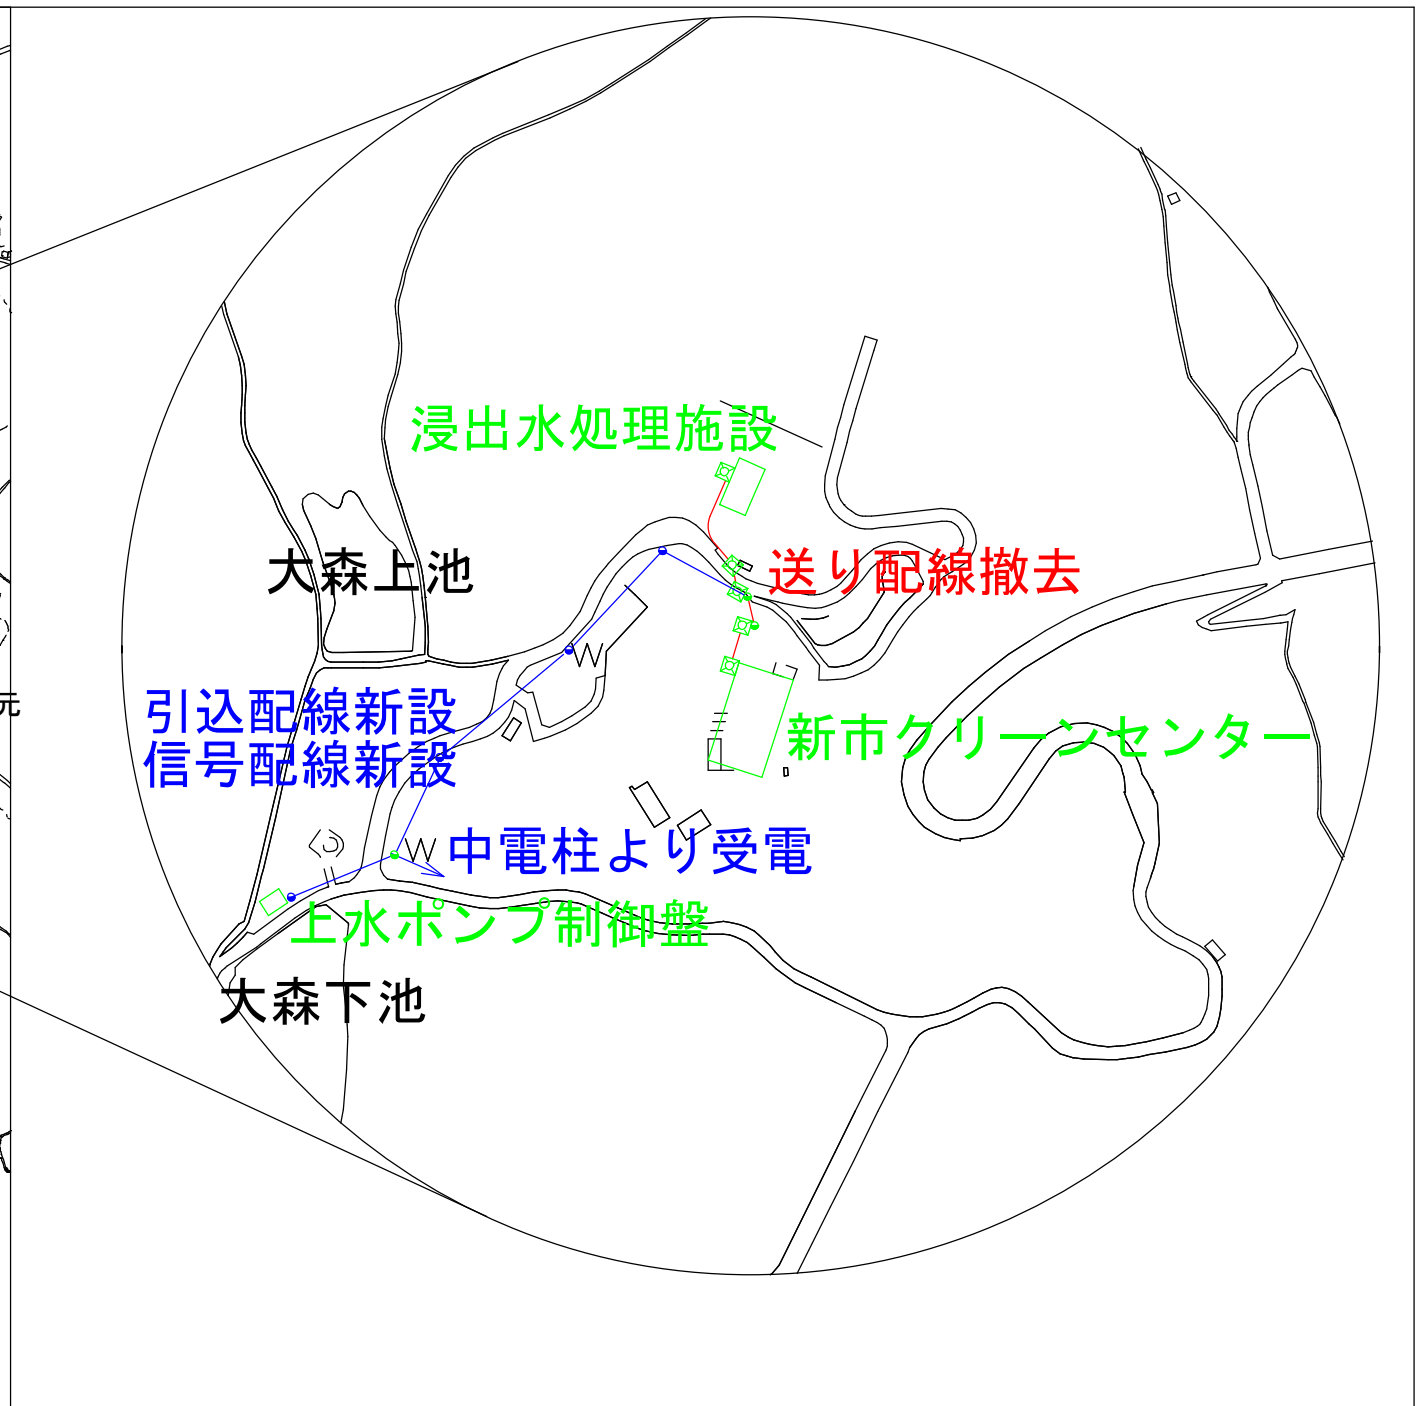 浸出水処理施設
大森上池
送り配線撤去
元
引込配線新設
信号配線新設
W
新市クリーンセンター
W
中電柱より受電
上水ポンプ制御盤
大森下池